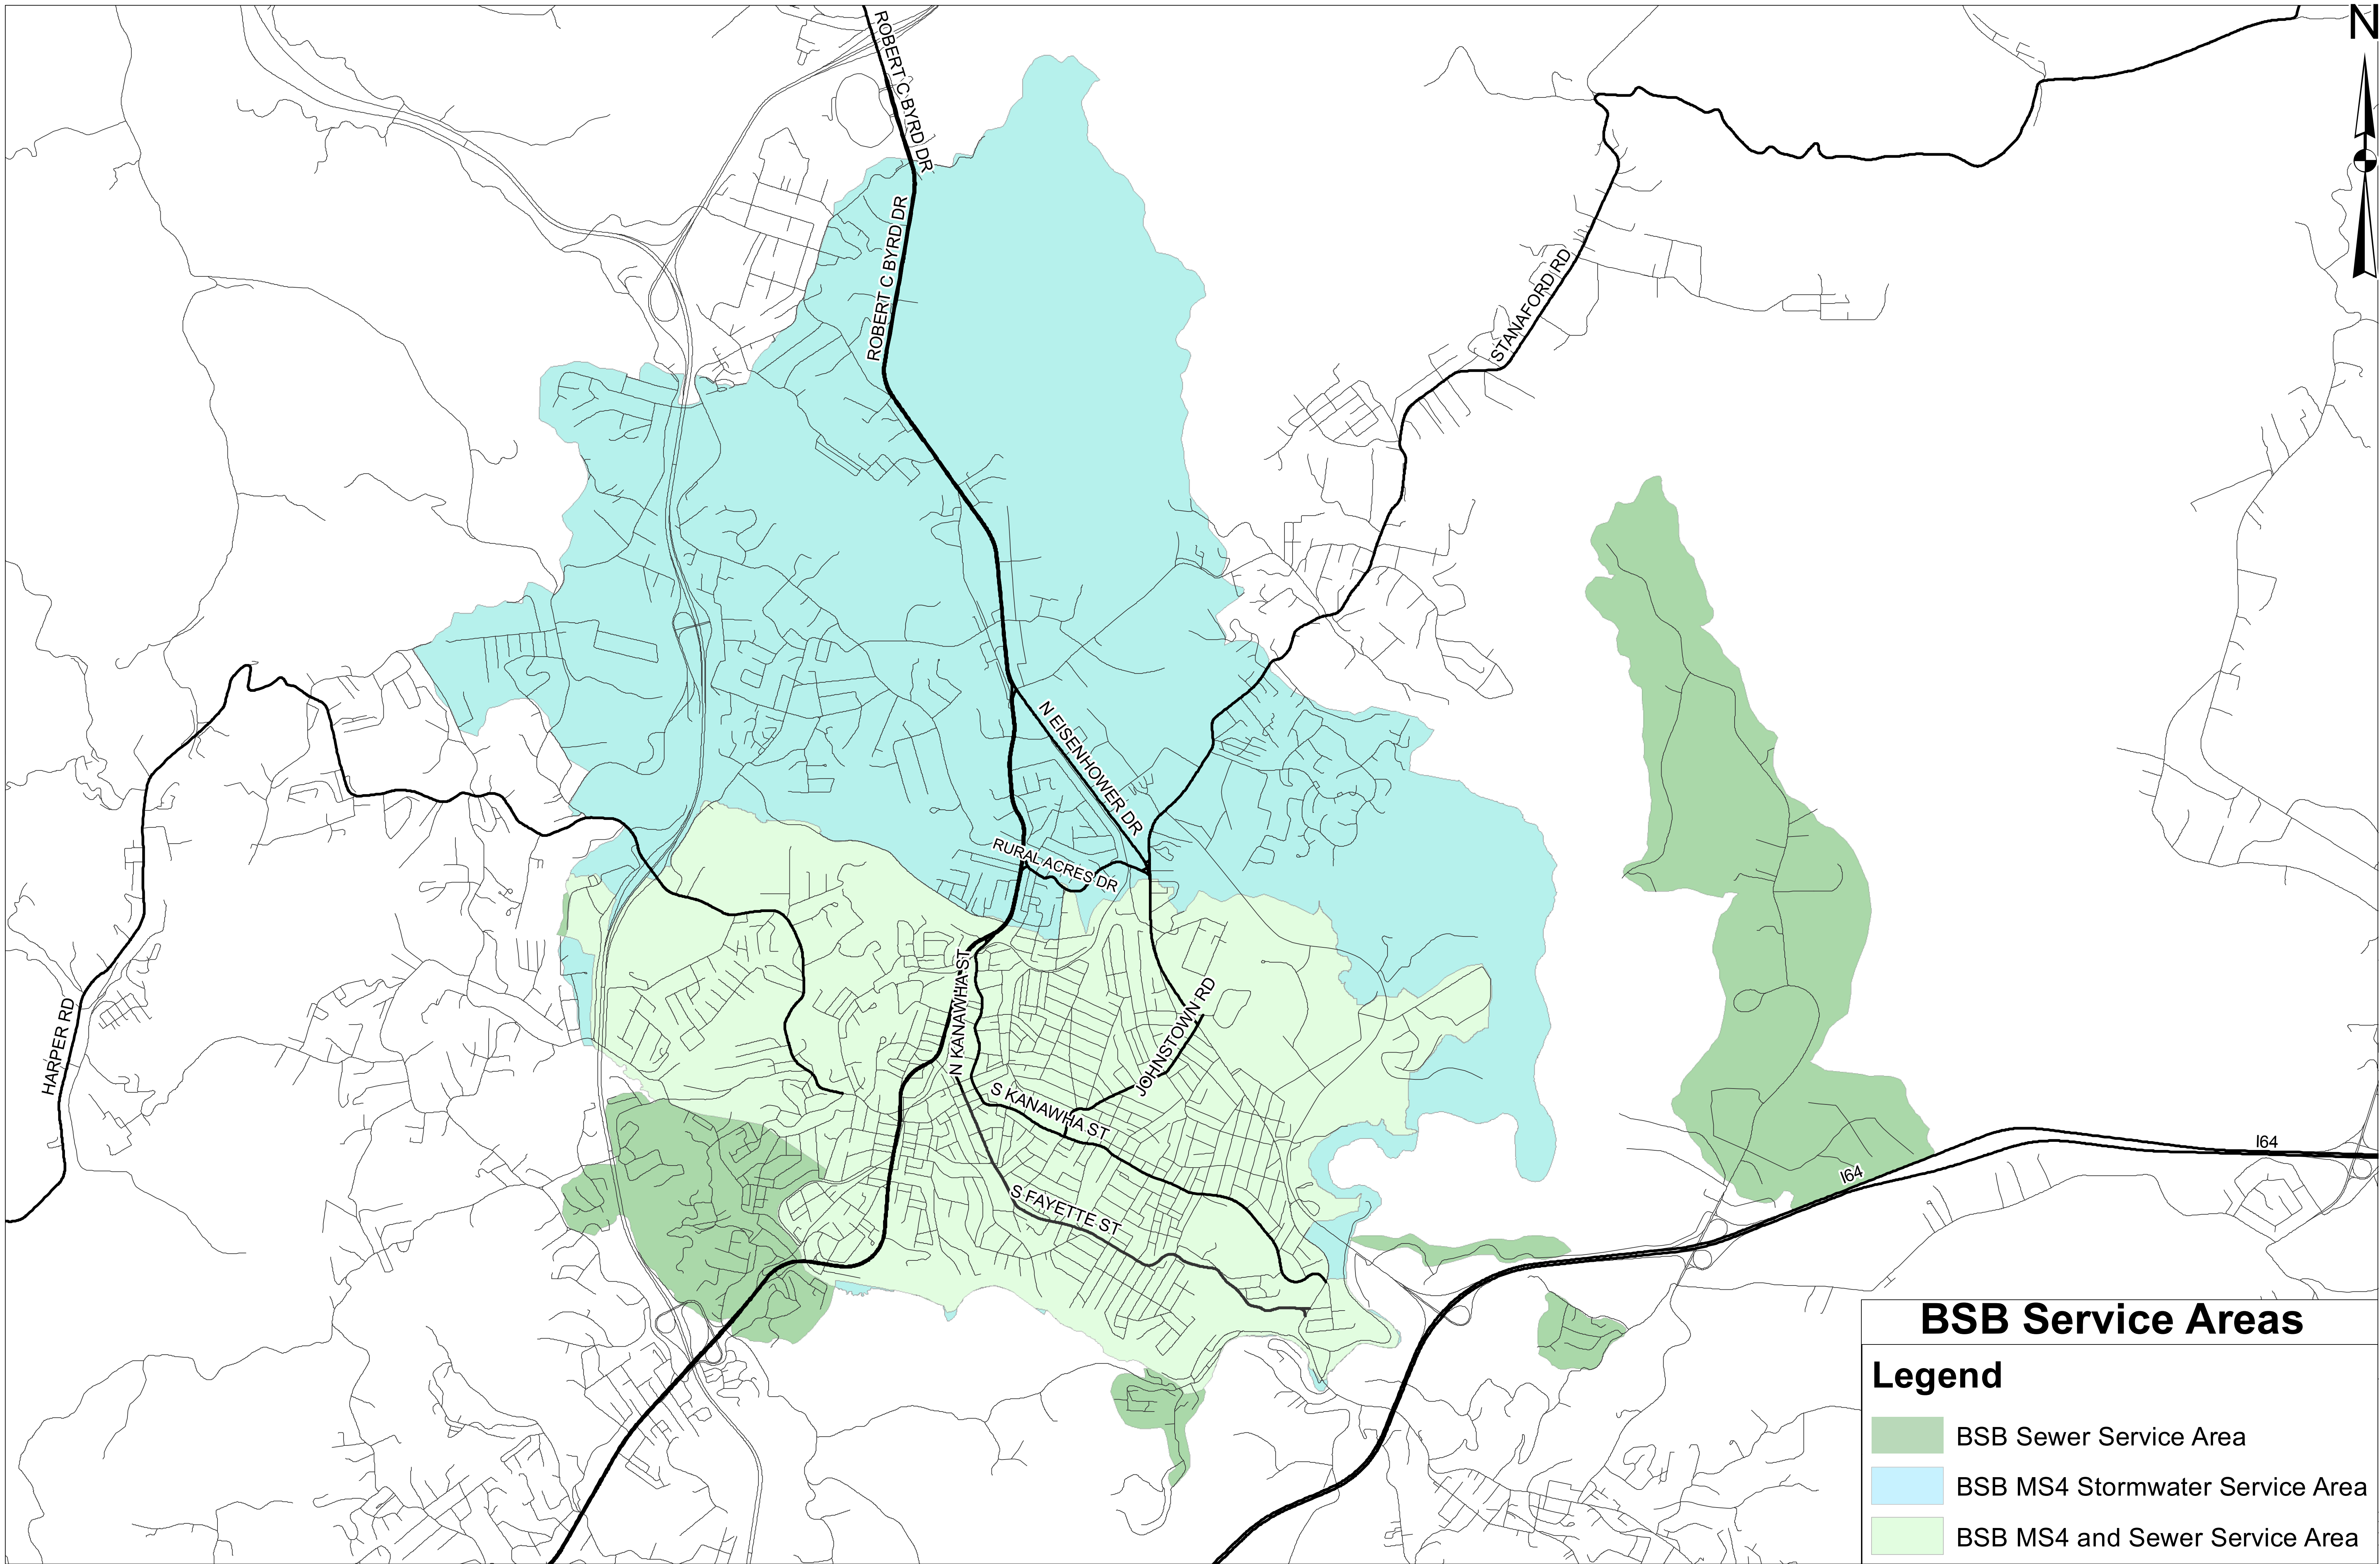 N
ROBERT C BYRD DR
ROBERT C BYRD DR
STANAFORD RD
N EISENHOWER DR
RURAL ACRES DR
N KANAWHA ST
JOHNSTOWN RD
HARPER RD
S KANAWHA ST
S FAYETTE ST
I64
I64
BSB Service Areas
Legend
BSB Sewer Service Area
BSB MS4 Stormwater Service Area
BSB MS4 and Sewer Service Area